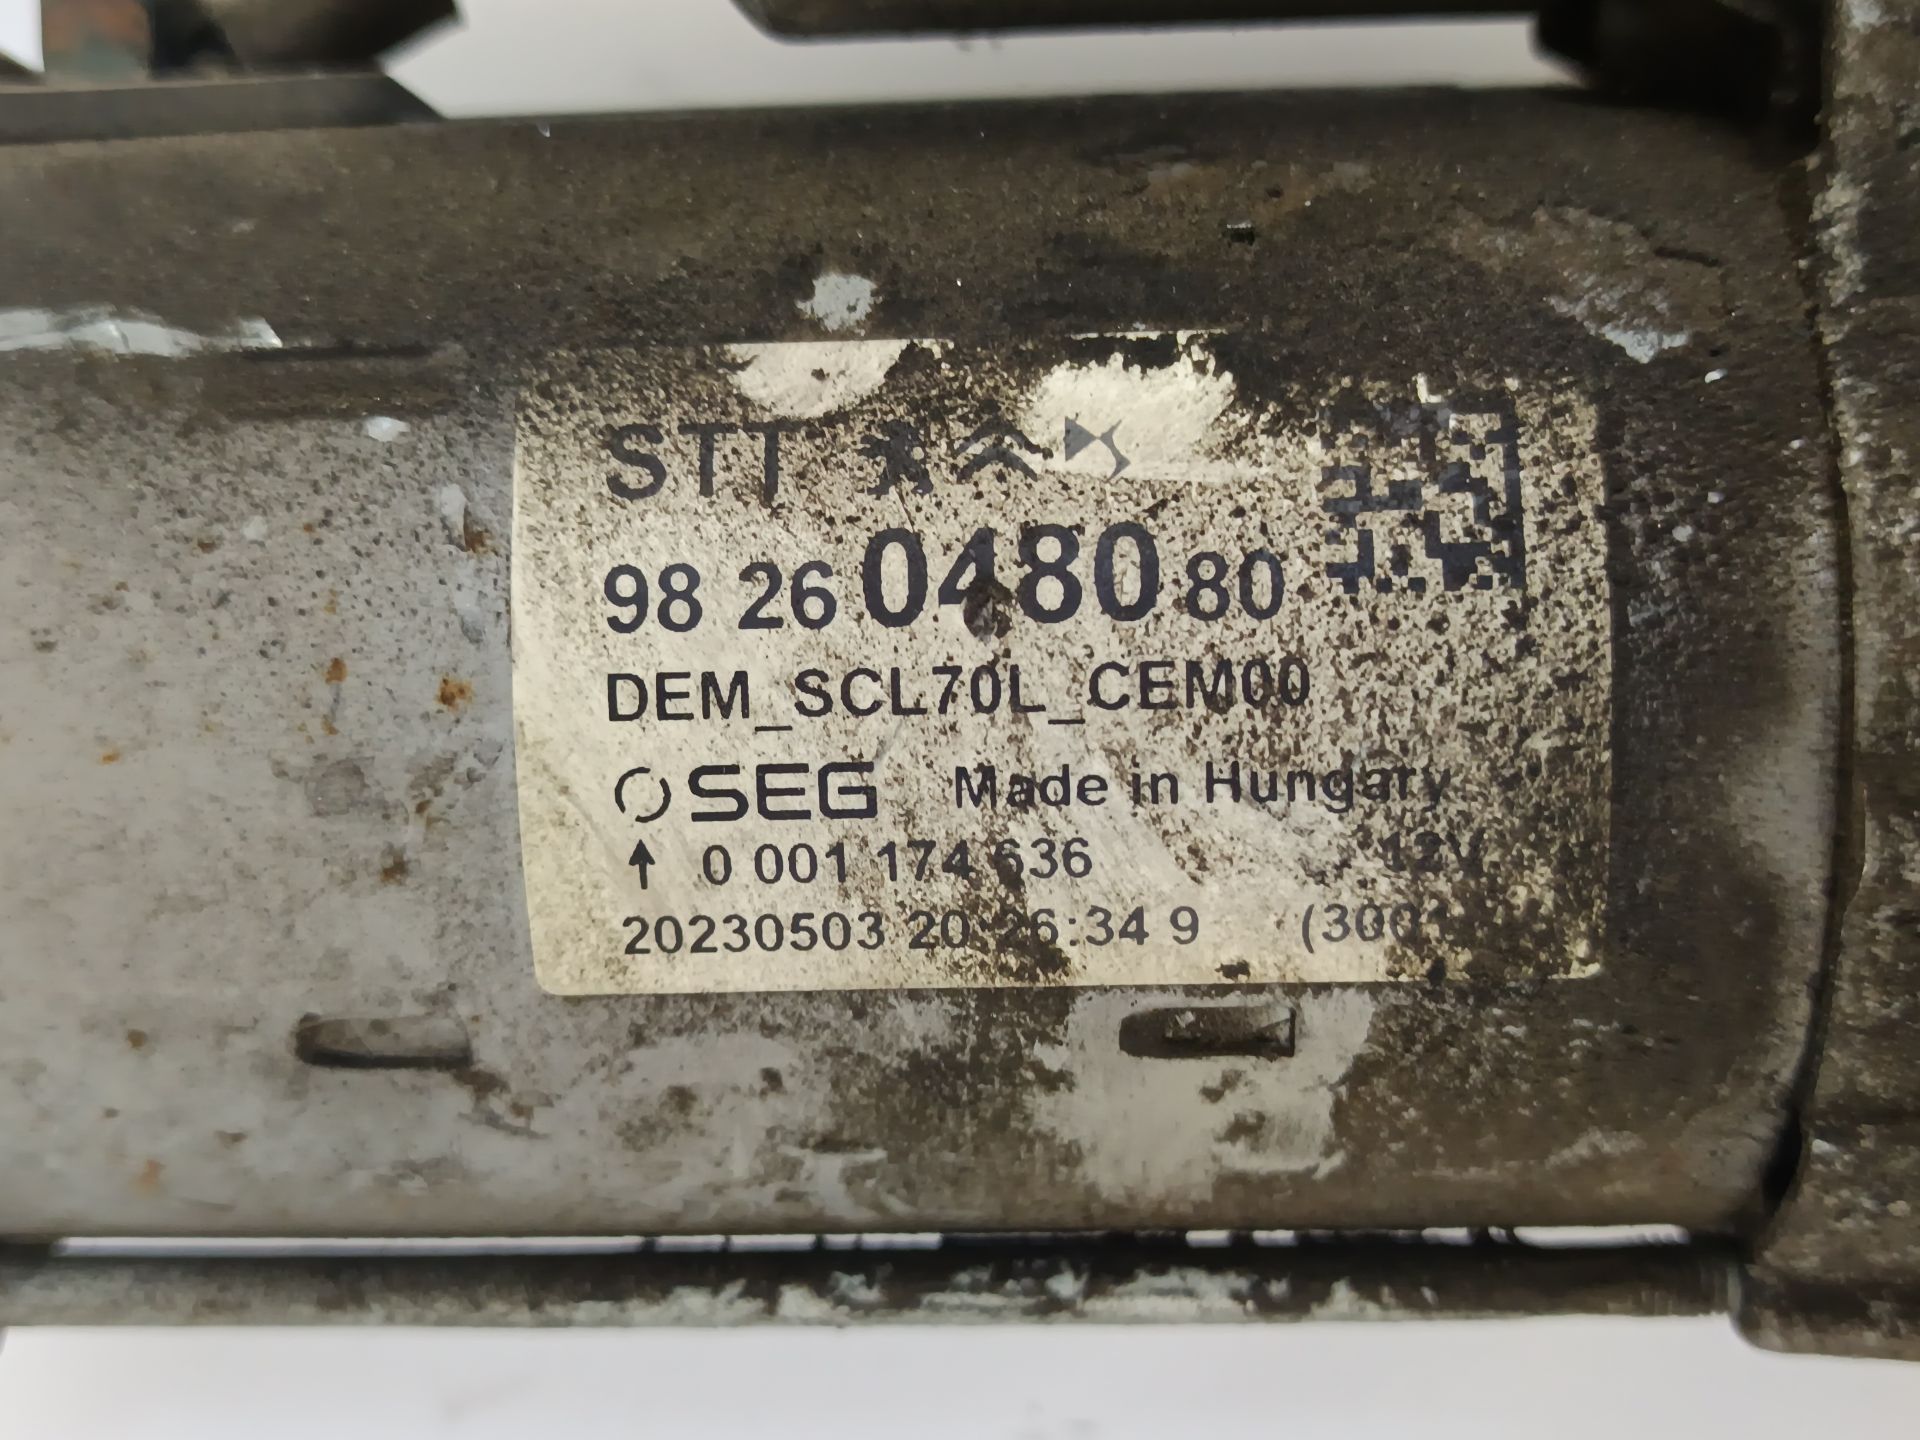 STT
98 26 0480 80
DEM_SCL70L_CEM00
SEG Made in Hungary
↑ 0 001 174 636 12V
20230503 20:26:34 9 (3001